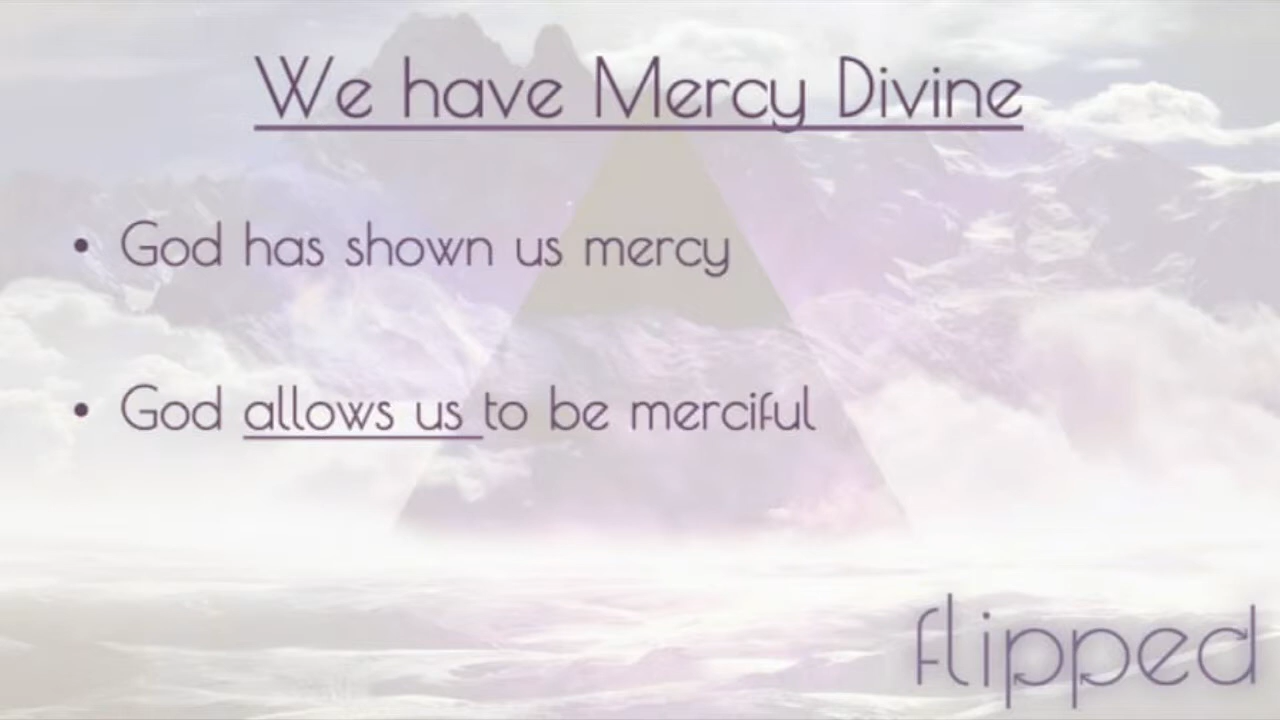 We have Mercy Divine
• God has shown us mercy
• God allows us to be merciful
flipped